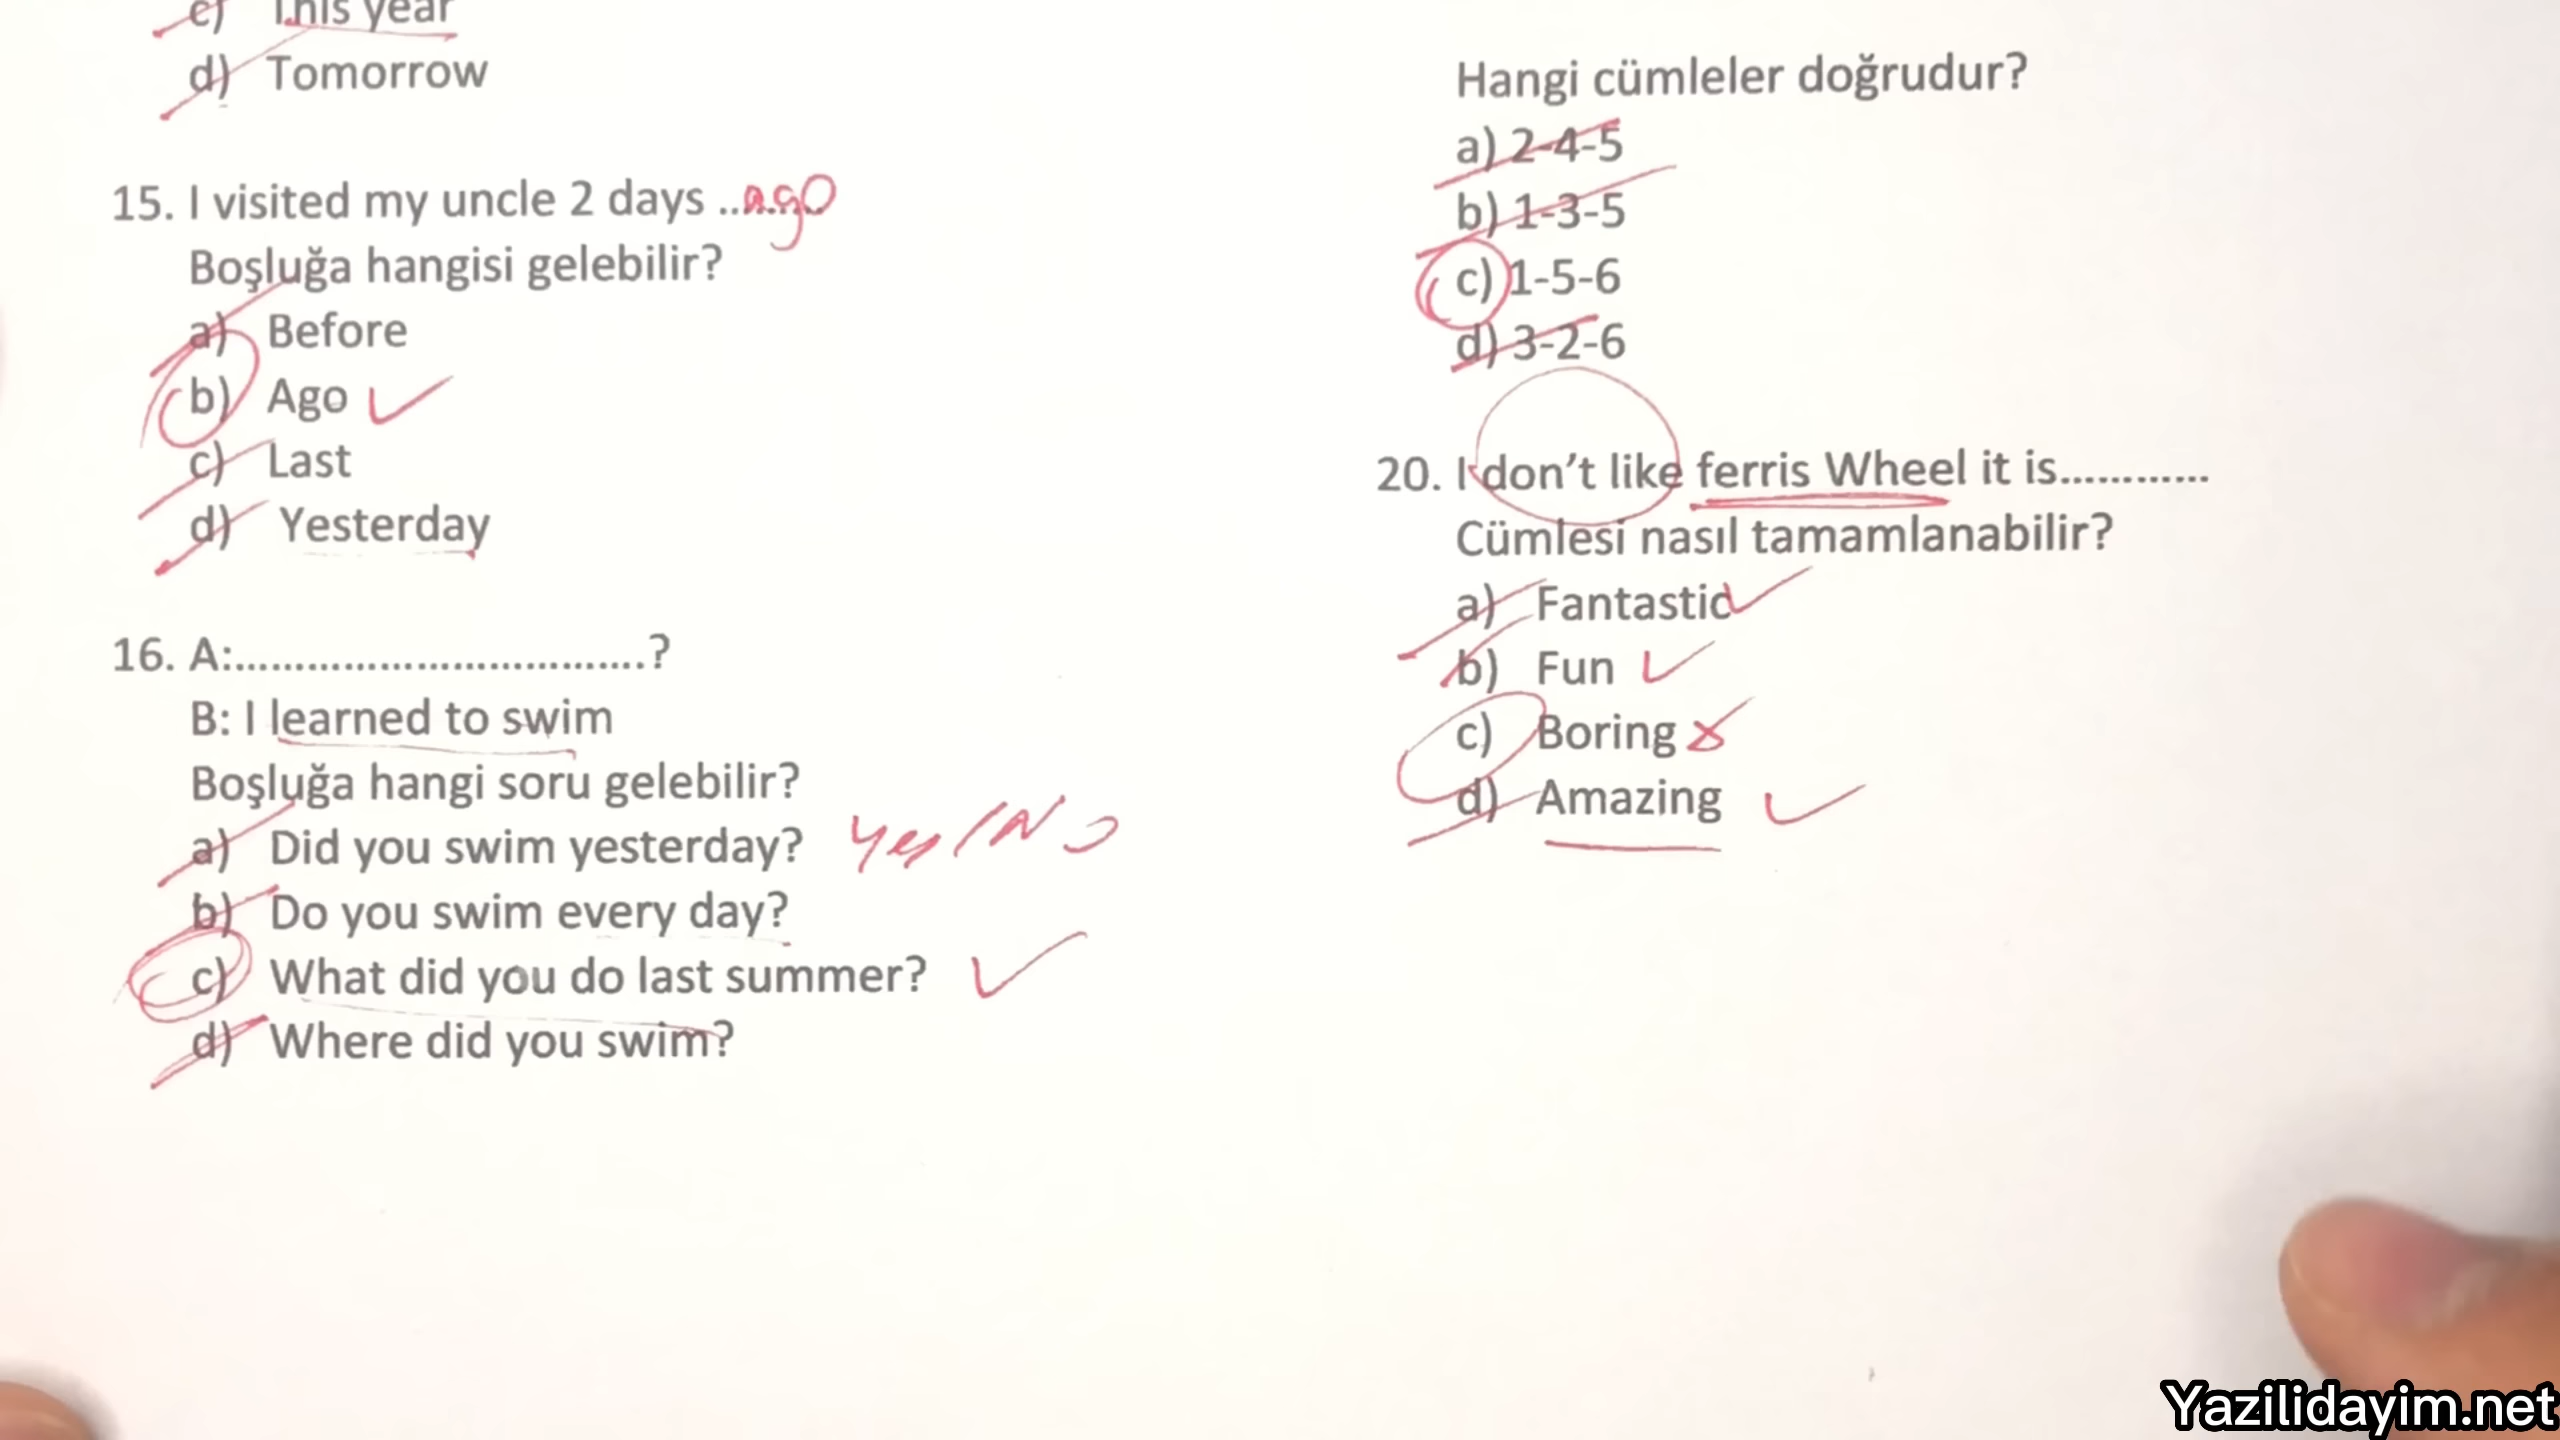 c) This year
d) Tomorrow
15. I visited my uncle 2 days ........ago
Boşluğa hangisi gelebilir?
a) Before
b) Ago
c) Last
d) Yesterday
16. A:..................................?
B: I learned to swim
Boşluğa hangi soru gelebilir?
a) Did you swim yesterday? Yes/No
b) Do you swim every day?
c) What did you do last summer?
d) Where did you swim?
Hangi cümleler doğrudur?
a) 2-4-5
b) 1-3-5
c) 1-5-6
d) 3-2-6
20. I don't like ferris Wheel it is............
Cümlesi nasıl tamamlanabilir?
a) Fantastic
b) Fun
c) Boring
d) Amazing
Yazilidayim.net